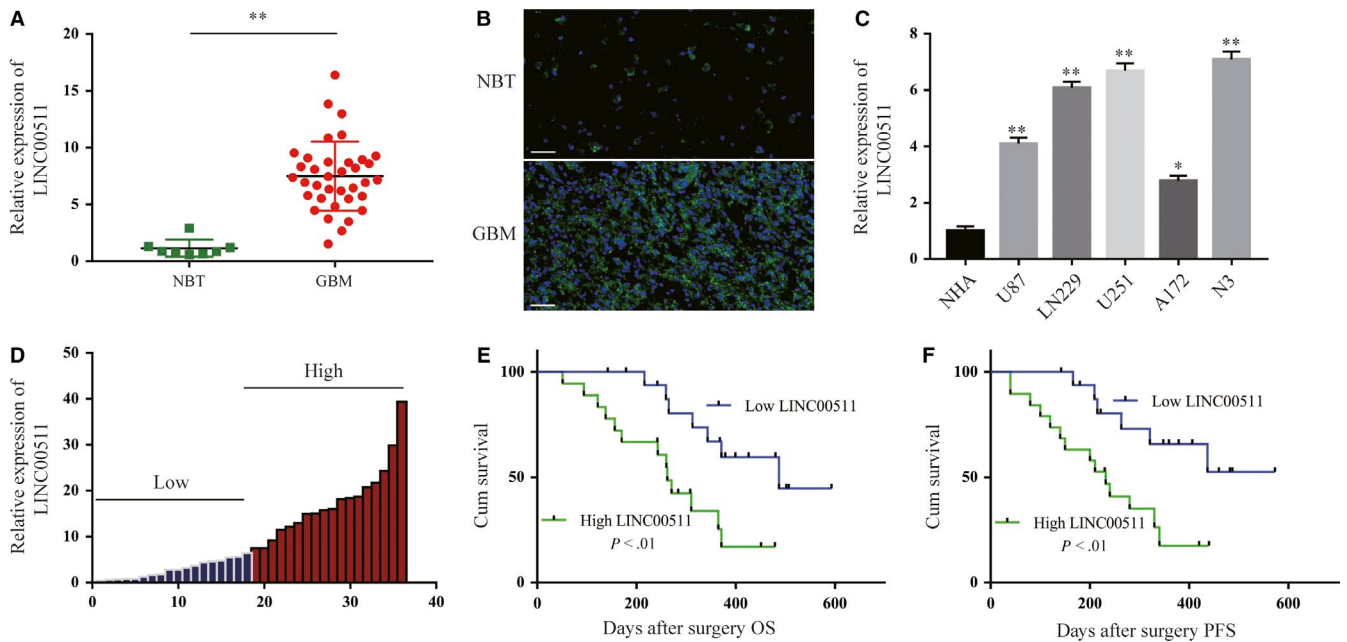 A
**
Relative expression of
LINC00511
20
15
10
5
0
NBT
GBM
B
NBT
GBM
C
Relative expression of
LINC00511
8
6
4
2
0
**
**
**
*
**
NHA
U87
LN229
U251
A172
N3
D
Relative expression of
LINC00511
50
40
30
20
10
0
Low
High
0
10
20
30
40
E
Cum survival
100
50
0
Low LINC00511
High LINC00511
P < .01
0
200
400
600
Days after surgery OS
F
Cum survival
100
50
0
Low LINC00511
High LINC00511
P < .01
0
200
400
600
Days after surgery PFS